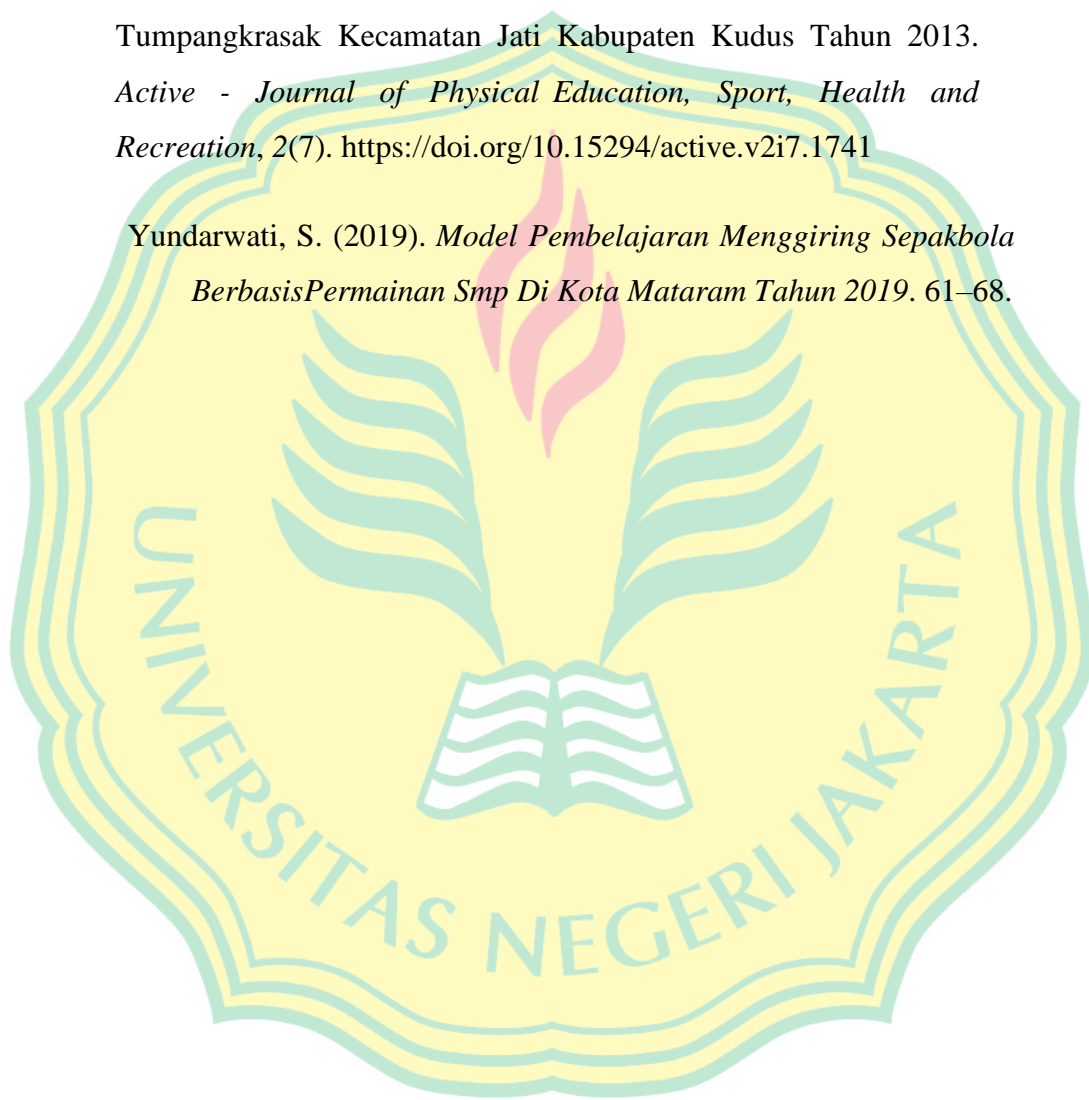 Tumpangkrasak Kecamatan Jati Kabupaten Kudus Tahun 2013.
Active - Journal of Physical Education, Sport, Health and
Recreation, 2(7). https://doi.org/10.15294/active.v2i7.1741
Yundarwati, S. (2019). Model Pembelajaran Menggiring Sepakbola
BerbasisPermainan Smp Di Kota Mataram Tahun 2019. 61–68.
UNIVERSITAS NEGERI JAKARTA